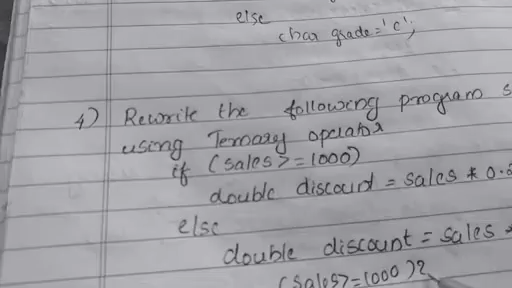 else
char grade='c';
4) Rewrite the following program
using Ternary operator
if (sales>=1000)
double discount = sales * 0.
else
double discount = sales
(sales>=1000)?